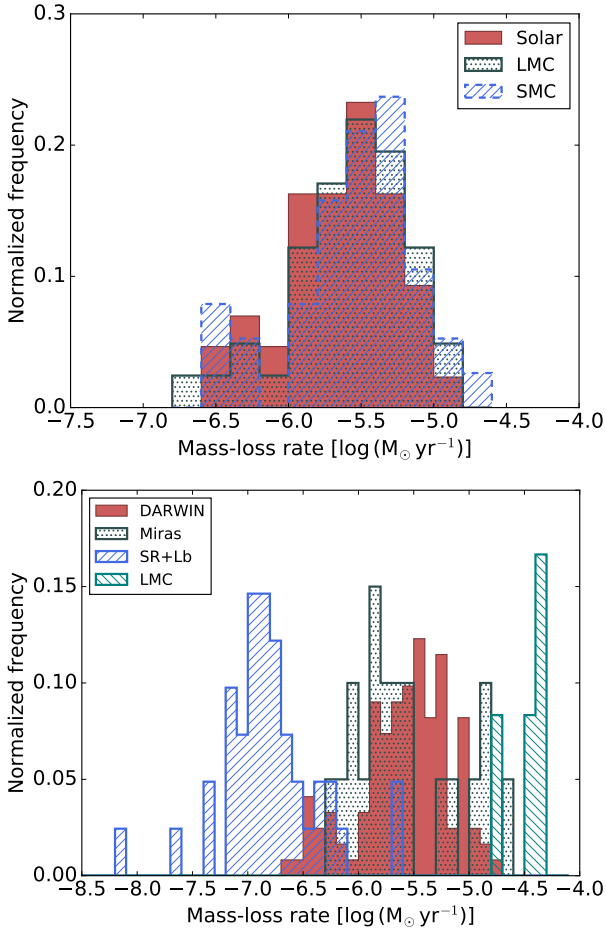 0.3
Solar
LMC
SMC
0.2
Normalized frequency
0.1
0.0
−7.5 −7.0 −6.5 −6.0 −5.5 −5.0 −4.5 −4.0
Mass-loss rate [log (M⊙ yr⁻¹)]
0.20
DARWIN
Miras
SR+Lb
LMC
0.15
Normalized frequency
0.10
0.05
0.00
−8.5 −8.0 −7.5 −7.0 −6.5 −6.0 −5.5 −5.0 −4.5 −4.0
Mass-loss rate [log (M⊙ yr⁻¹)]